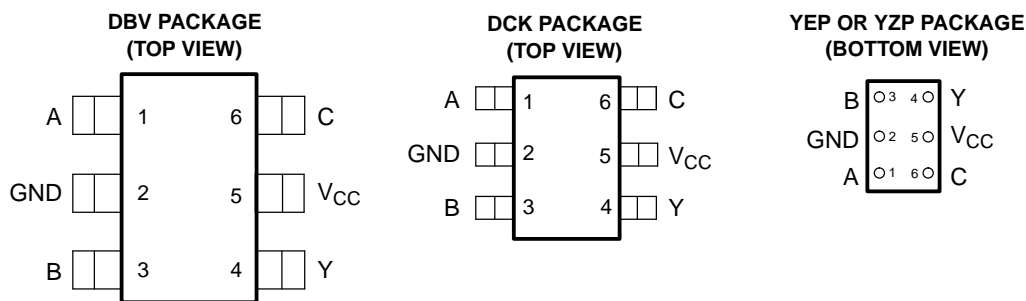 DBV PACKAGE
(TOP VIEW)
A 1 6 C
GND 2 5 VCC
B 3 4 Y
DCK PACKAGE
(TOP VIEW)
A 1 6 C
GND 2 5 VCC
B 3 4 Y
YEP OR YZP PACKAGE
(BOTTOM VIEW)
B 3 4 Y
GND 2 5 VCC
A 1 6 C